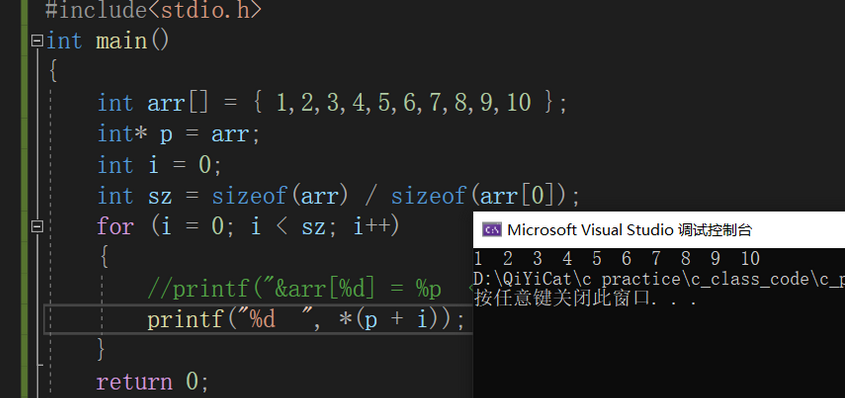 #include<stdio.h>
int main()
{
int arr[] = { 1,2,3,4,5,6,7,8,9,10 };
int* p = arr;
int i = 0;
int sz = sizeof(arr) / sizeof(arr[0]);
for (i = 0; i < sz; i++)
{
//printf("&arr[%d] = %p
printf("%d  ", *(p + i));
}
return 0;
Microsoft Visual Studio 调试控制台
1  2  3  4  5  6  7  8  9  10
D:\QiYiCat\c practice\c_class_code\c_p
按任意键关闭此窗口. . .